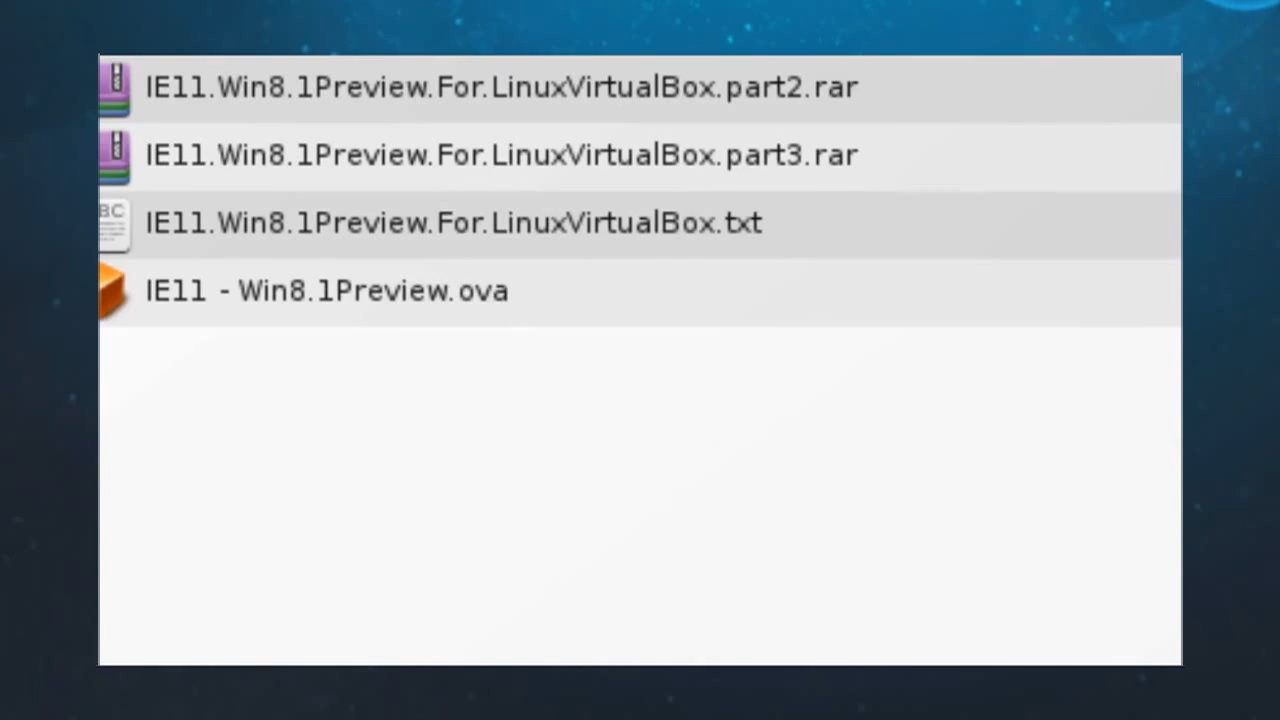 IE11.Win8.1Preview.For.LinuxVirtualBox.part2.rar
IE11.Win8.1Preview.For.LinuxVirtualBox.part3.rar
BC
IE11.Win8.1Preview.For.LinuxVirtualBox.txt
IE11 - Win8.1Preview.ova